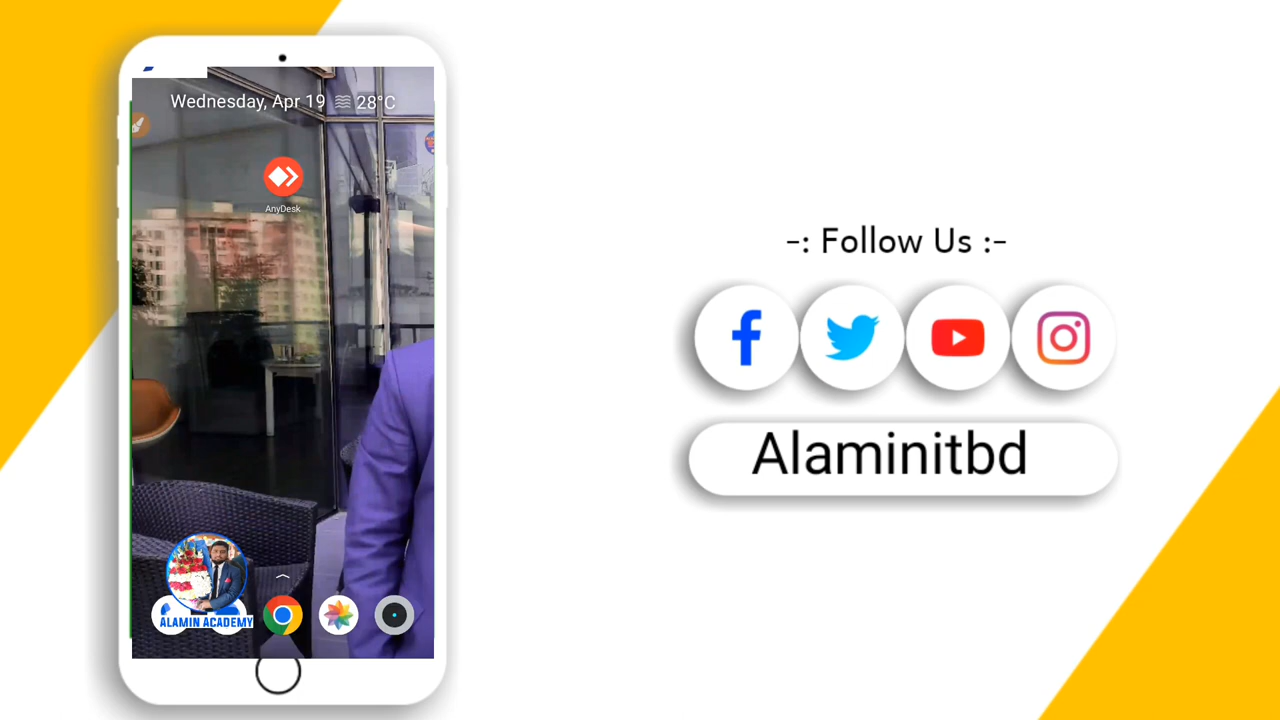 Wednesday, Apr 19 28°C
AnyDesk
ALAMIN ACADEMY
-: Follow Us :-
Alaminitbd